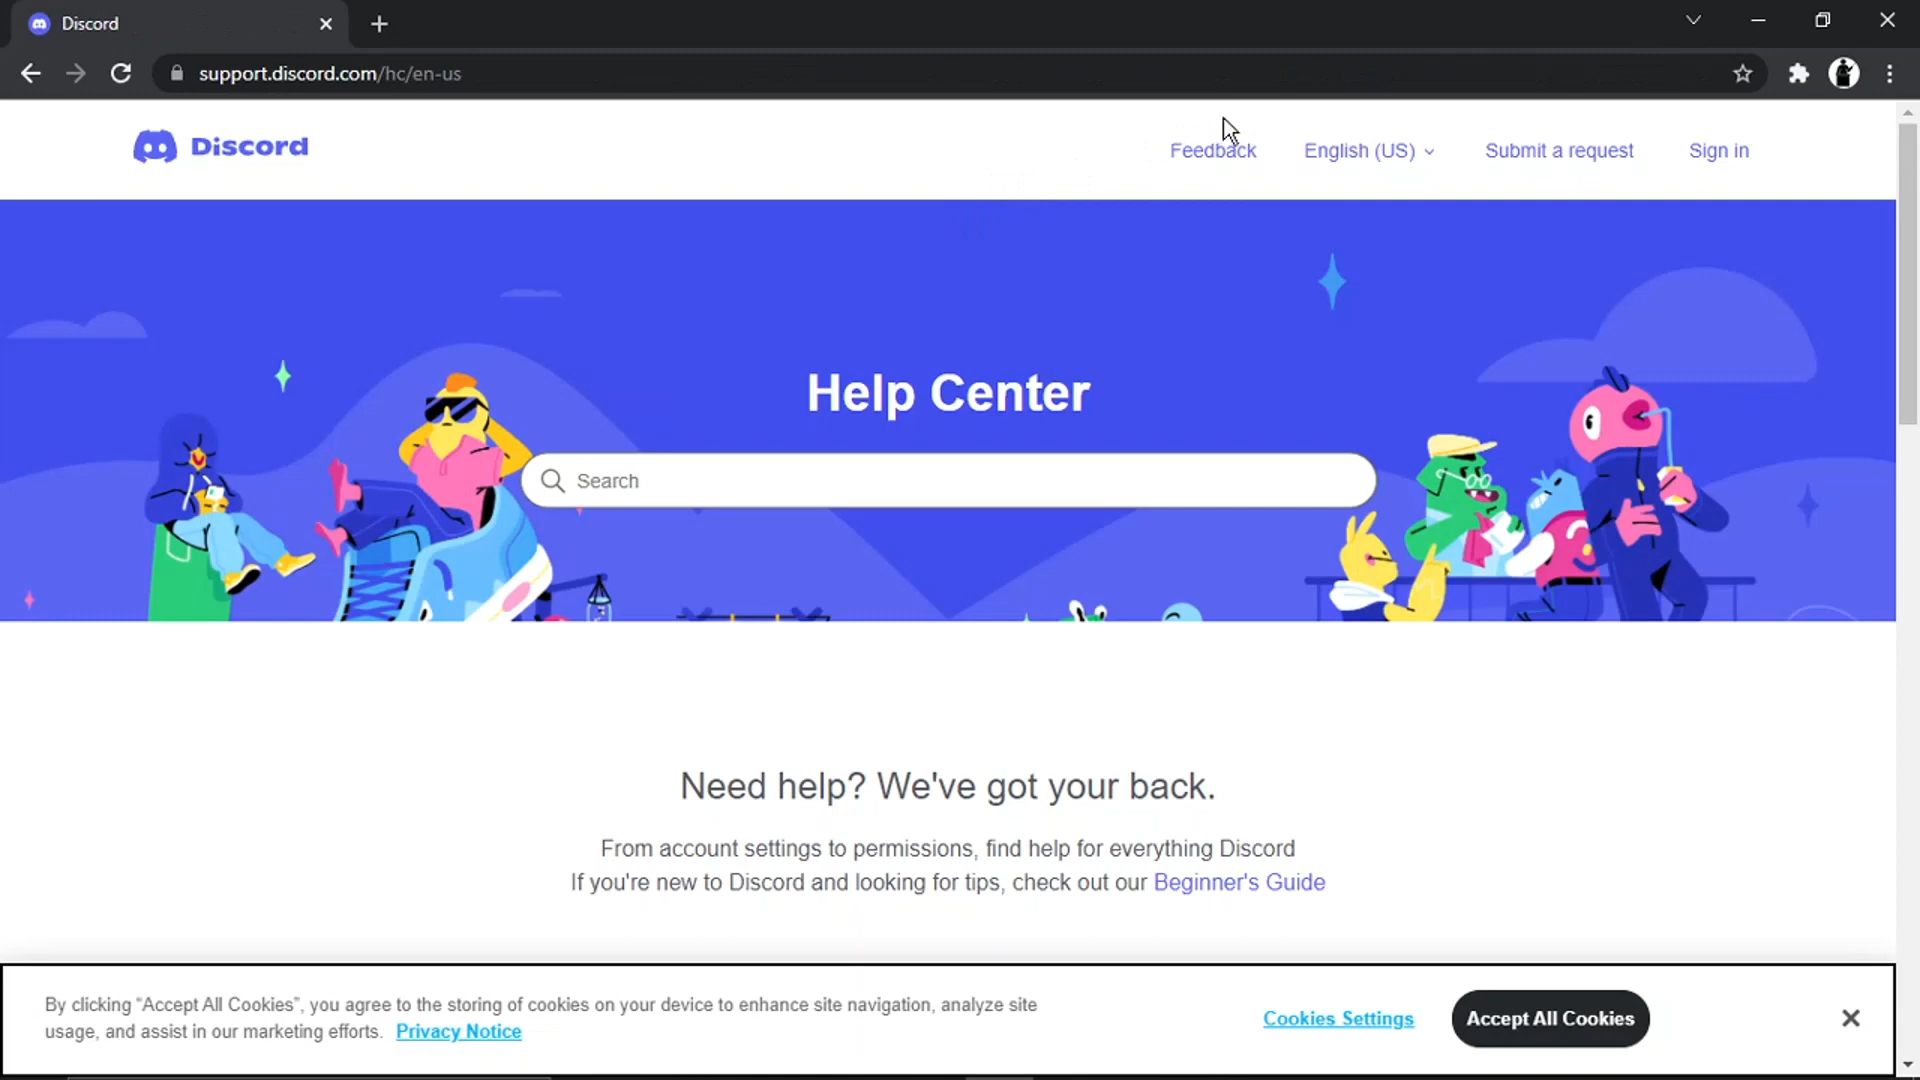 Discord
support.discord.com/hc/en-us
Discord
Feedback
English (US)
Submit a request
Sign in
Help Center
Search
Need help? We've got your back.
From account settings to permissions, find help for everything Discord
If you're new to Discord and looking for tips, check out our Beginner's Guide
By clicking “Accept All Cookies”, you agree to the storing of cookies on your device to enhance site navigation, analyze site
usage, and assist in our marketing efforts. Privacy Notice
Cookies Settings
Accept All Cookies